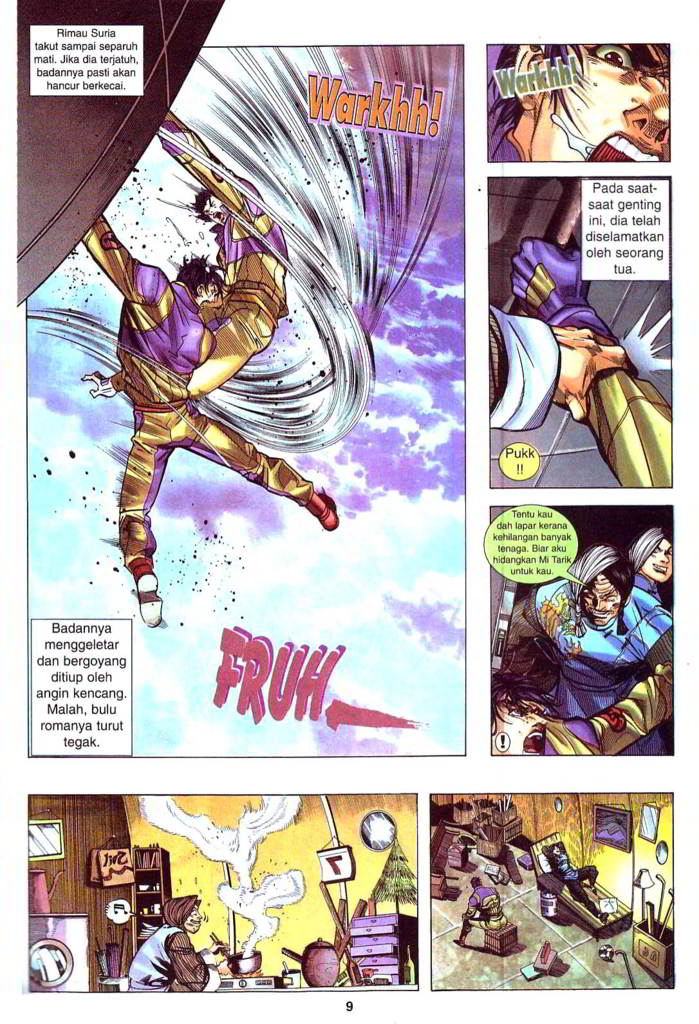 Rimau Suria
takut sampai separuh
mati. Jika dia terjatuh,
badannya pasti akan
hancur berkecai.
Warkhh!
Badannya
menggeletar
dan bergoyang
ditiup oleh
angin kencang.
Malah, bulu
romanya turut
tegak.
FRUH
Warkhh!
Pada saat-
saat genting
ini, dia telah
diselamatkan
oleh seorang
tua.
Pukk
!!
Tentu kau
dah lapar kerana
kehilangan banyak
tenaga. Biar aku
hidangkan Mi Tarik
untuk kau.
!
7
9